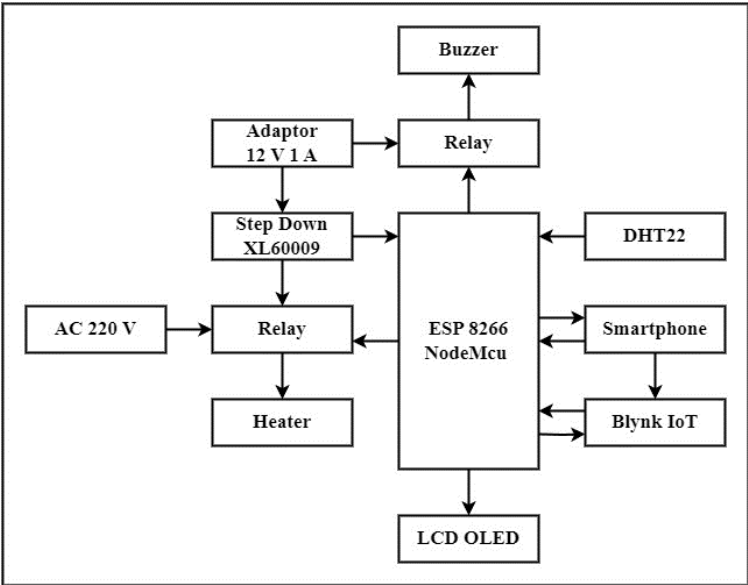 Buzzer
Adaptor
12 V 1 A
Relay
Step Down
XL60009
DHT22
AC 220 V
Relay
ESP 8266
NodeMcu
Smartphone
Heater
Blynk IoT
LCD OLED